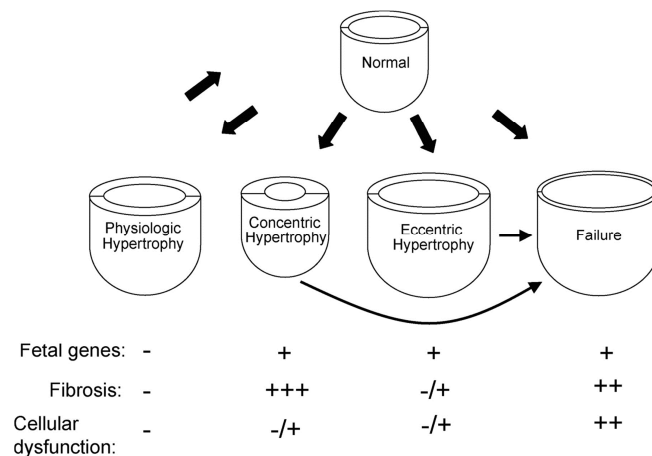 Normal
Physiologic
Hypertrophy
Concentric
Hypertrophy
Eccentric
Hypertrophy
Failure
Fetal genes: - + + +
Fibrosis: - +++ -/+ ++
Cellular
dysfunction: - -/+ -/+ ++